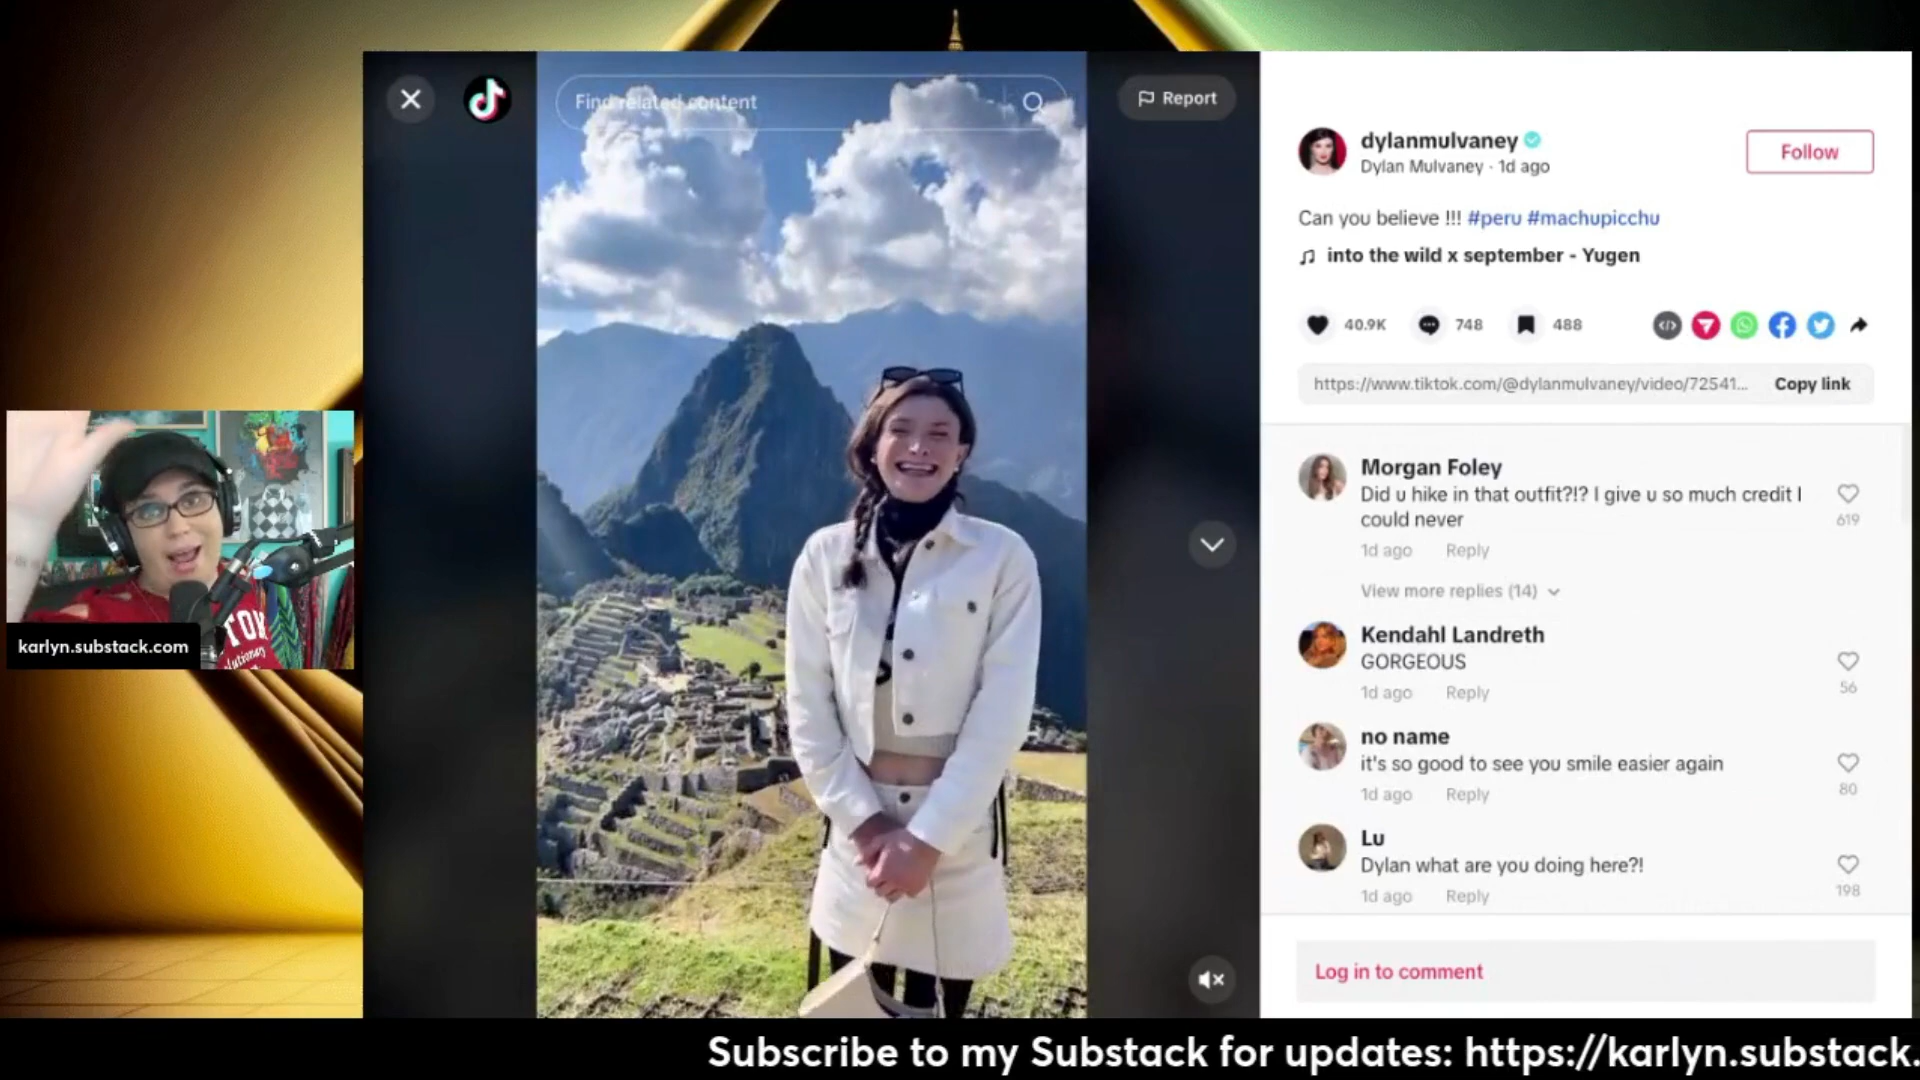 Find related content
Report
dylanmulvaney
Dylan Mulvaney · 1d ago
Follow
Can you believe !!! #peru #machupicchu
into the wild x september - Yugen
40.9K
748
488
https://www.tiktok.com/@dylanmulvaney/video/72541...
Copy link
Morgan Foley
Did u hike in that outfit?!? I give u so much credit I
could never
619
1d ago Reply
View more replies (14)
Kendahl Landreth
GORGEOUS
56
1d ago Reply
no name
it's so good to see you smile easier again
80
1d ago Reply
Lu
Dylan what are you doing here?!
198
1d ago Reply
Log in to comment
karlyn.substack.com
TOK
Subscribe to my Substack for updates: https://karlyn.substack.